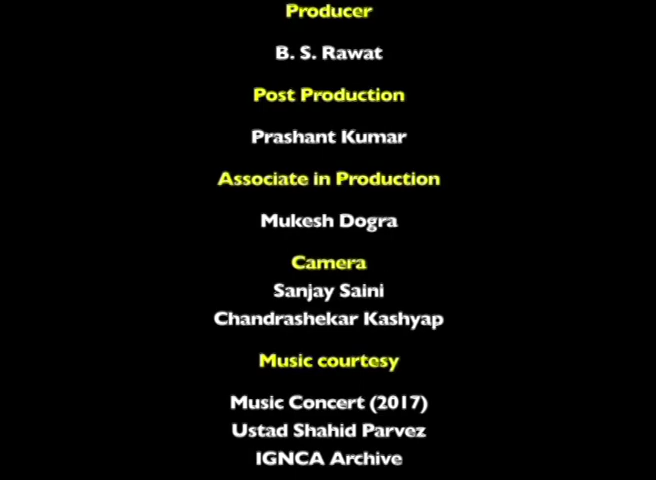 Producer
B. S. Rawat
Post Production
Prashant Kumar
Associate in Production
Mukesh Dogra
Camera
Sanjay Saini
Chandrashekar Kashyap
Music courtesy
Music Concert (2017)
Ustad Shahid Parvez
IGNCA Archive